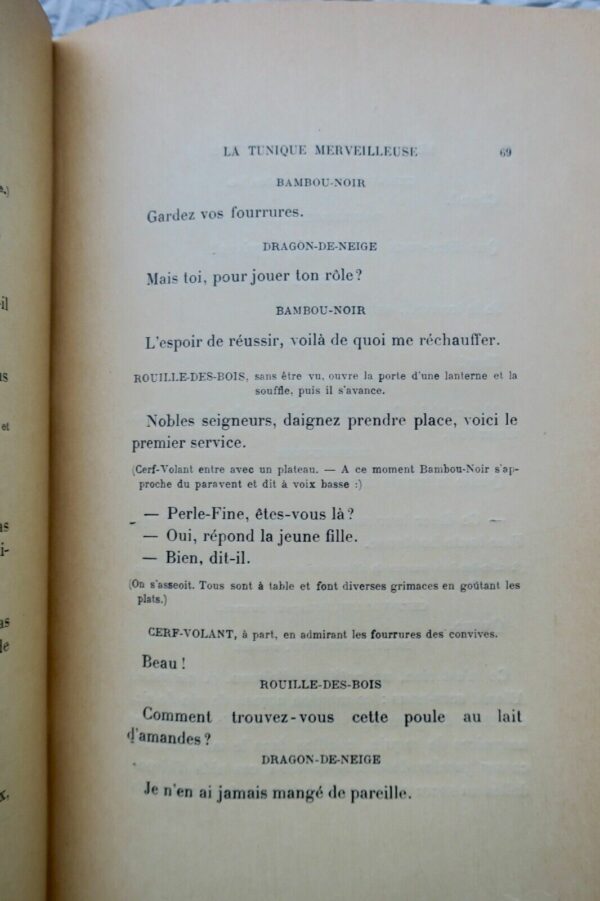 LA TUNIQUE MERVEILLEUSE 69
BAMBOU-NOIR
Gardez vos fourrures.
DRAGON-DE-NEIGE
Mais toi, pour jouer ton rôle?
BAMBOU-NOIR
L'espoir de réussir, voilà de quoi me réchauffer.
ROUILLE-DES-BOIS, sans être vu, ouvre la porte d'une lanterne et la
souffle, puis il s'avance.
Nobles seigneurs, daignez prendre place, voici le
premier service.
(Cerf-Volant entre avec un plateau. — A ce moment Bambou-Noir s'ap-
proche du paravent et dit à voix basse :)
— Perle-Fine, êtes-vous là?
— Oui, répond la jeune fille.
— Bien, dit-il.
(On s'asseoit. Tous sont à table et font diverses grimaces en goûtant les
plats.)
CERF-VOLANT, à part, en admirant les fourrures des convives.
Beau !
ROUILLE-DES-BOIS
Comment trouvez-vous cette poule au lait
d'amandes?
DRAGON-DE-NEIGE
Je n'en ai jamais mangé de pareille.